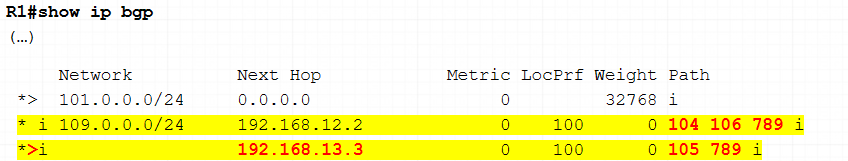 R1#show ip bgp
(…)
Network Next Hop Metric LocPrf Weight Path
*> 101.0.0.0/24 0.0.0.0 0 32768 i
* i 109.0.0.0/24 192.168.12.2 0 100 0 104 106 789 i
*>i 192.168.13.3 0 100 0 105 789 i